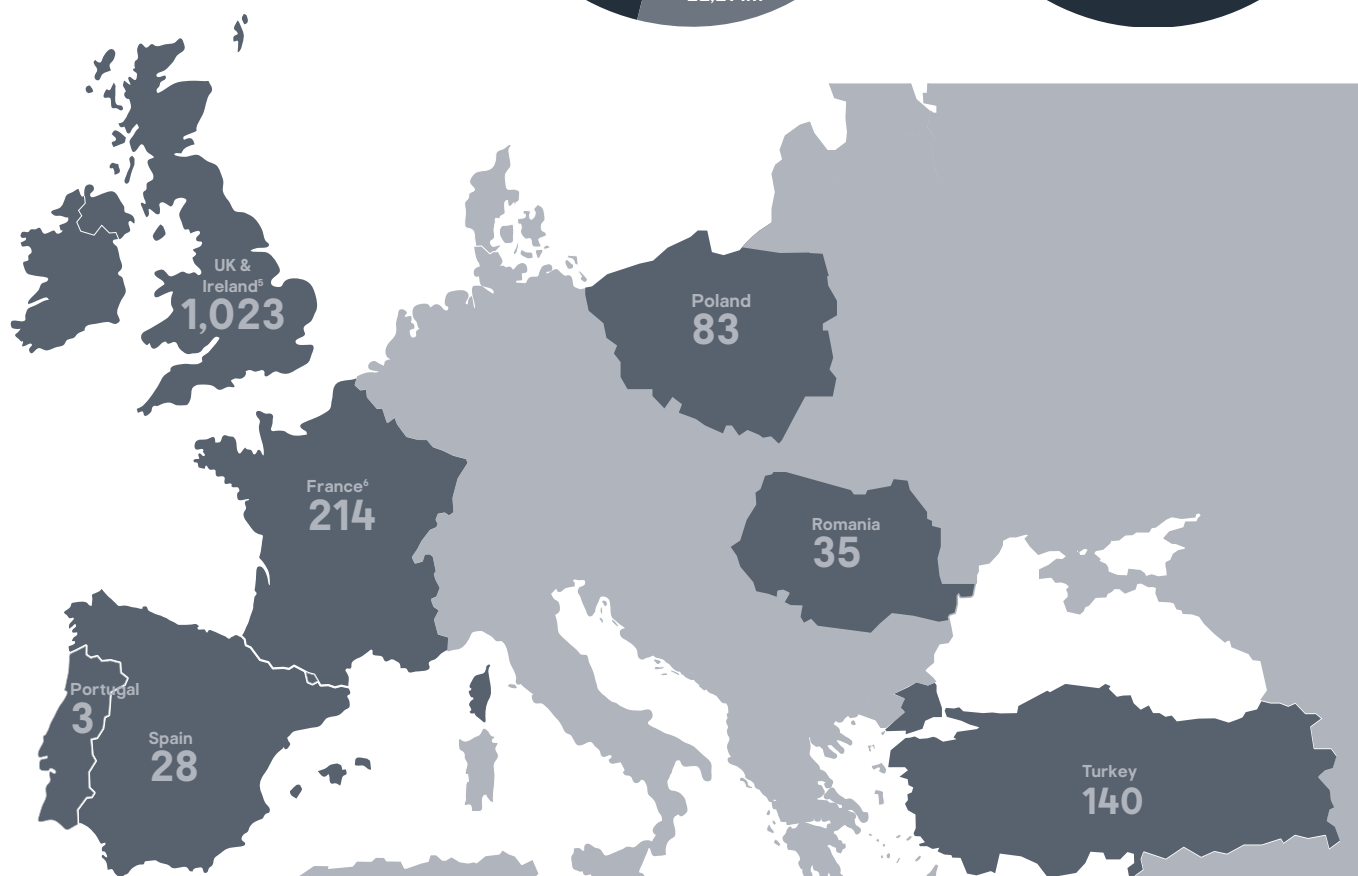 UK &
Ireland⁵
1,023
Poland
83
France⁶
214
Romania
35
Portugal
3
Spain
28
Turkey
140